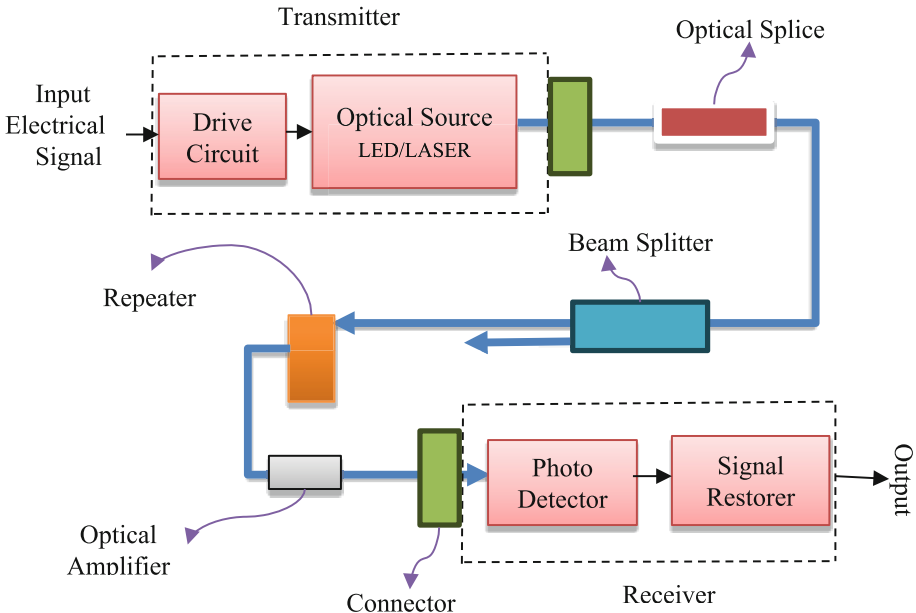 Transmitter
Optical Splice
Input
Electrical
Signal
Drive
Circuit
Optical Source
LED/LASER
Beam Splitter
Repeater
Photo
Detector
Signal
Restorer
Output
Optical
Amplifier
Connector
Receiver